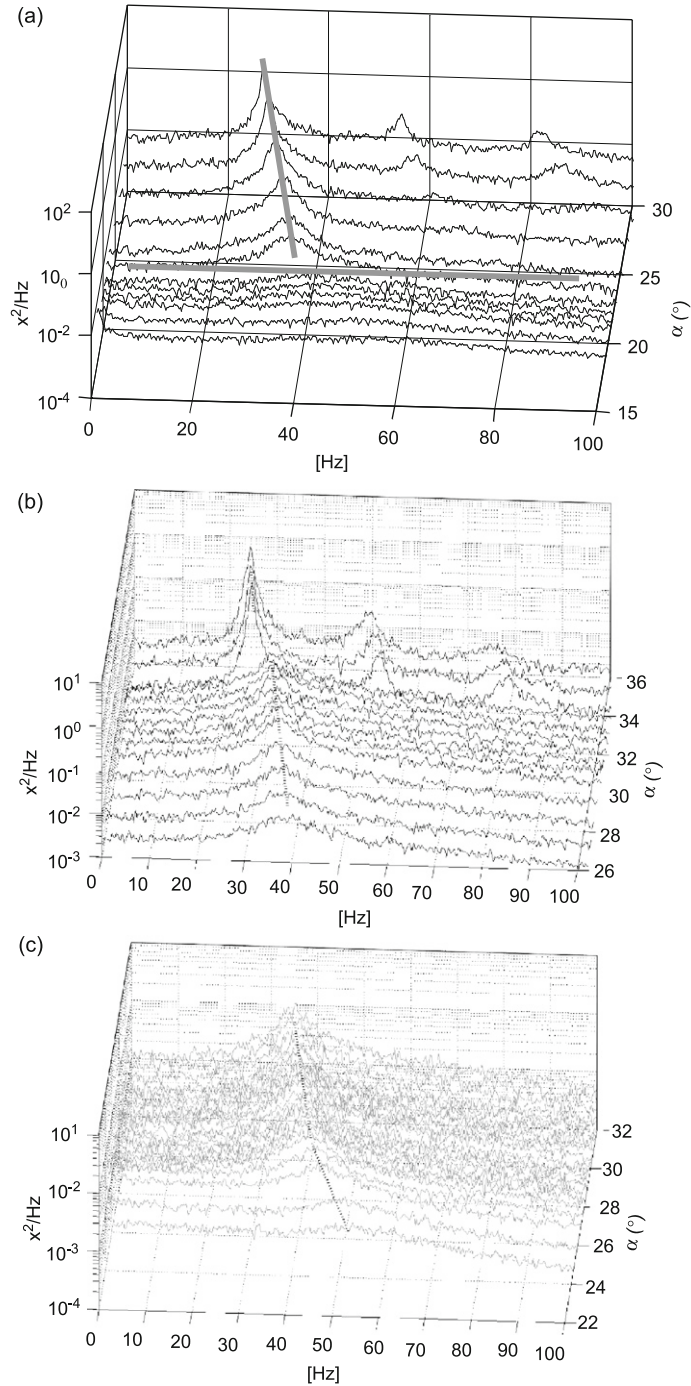 (a)
10²
10₀
10⁻²
10⁻⁴
x²/Hz
0 20 40 60 80 100
[Hz]
30
25
20
15
α (°)
(b)
10¹
10⁰
10⁻¹
10⁻²
10⁻³
x²/Hz
0 10 20 30 40 50 60 70 80 90 100
[Hz]
36
34
32
30
28
26
α (°)
(c)
10¹
10⁻²
10⁻³
10⁻⁴
x²/Hz
0 10 20 30 40 50 60 70 80 90 100
[Hz]
32
30
28
26
24
22
α (°)